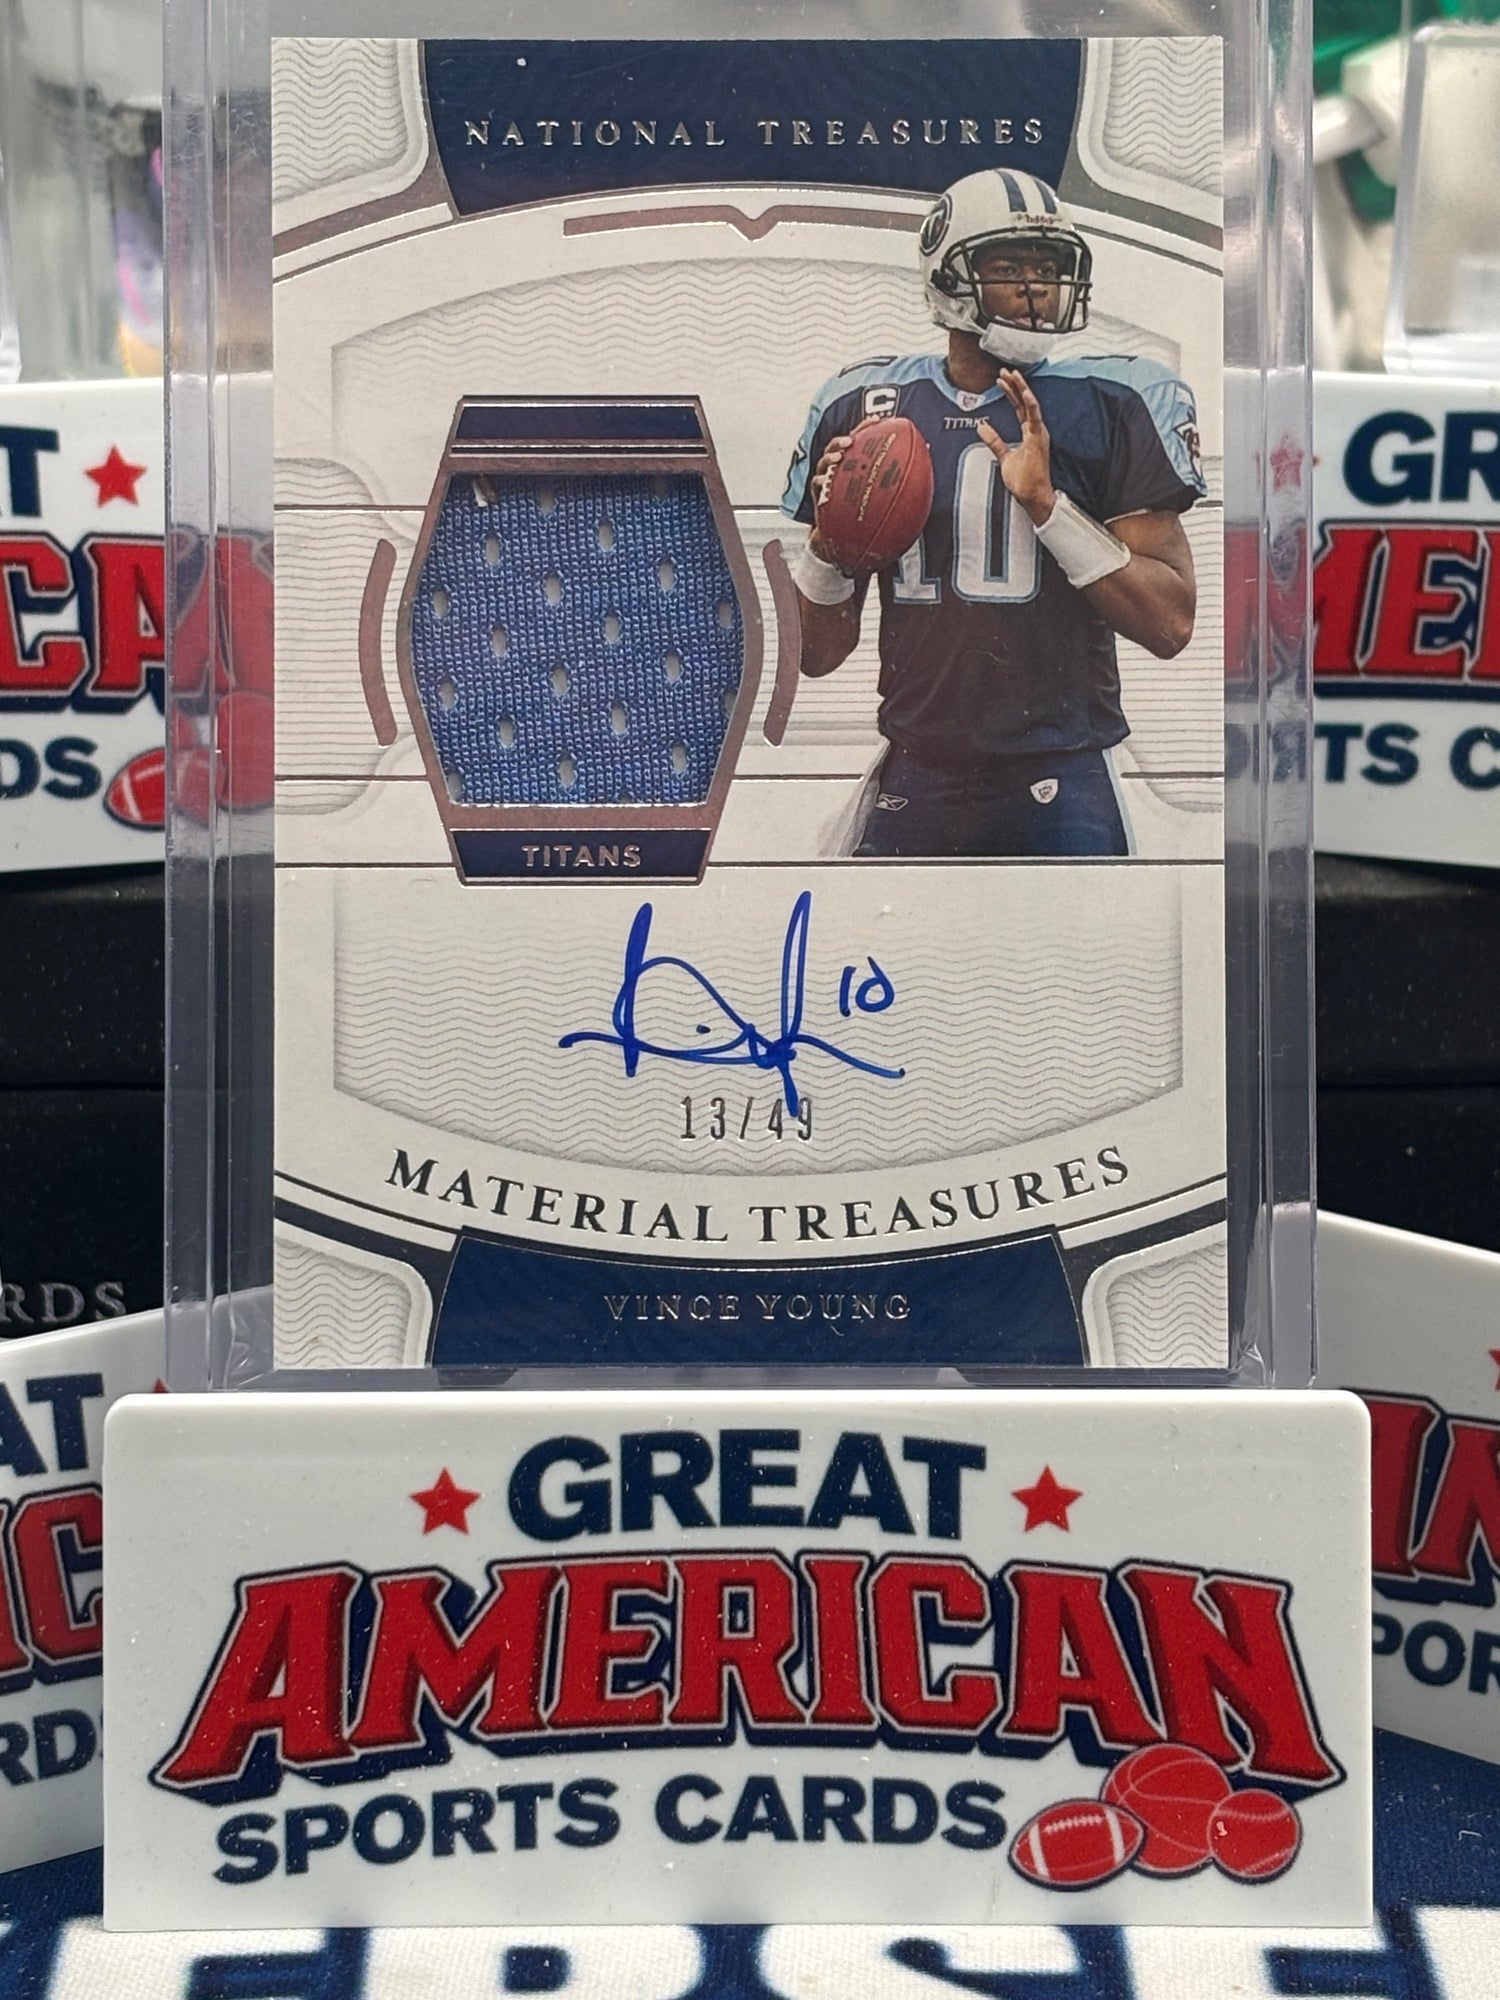 NATIONAL TREASURES
C
TITANS
10
TITANS
10
13/49
MATERIAL TREASURES
VINCE YOUNG
★ GREAT ★
AMERICAN
SPORTS CARDS